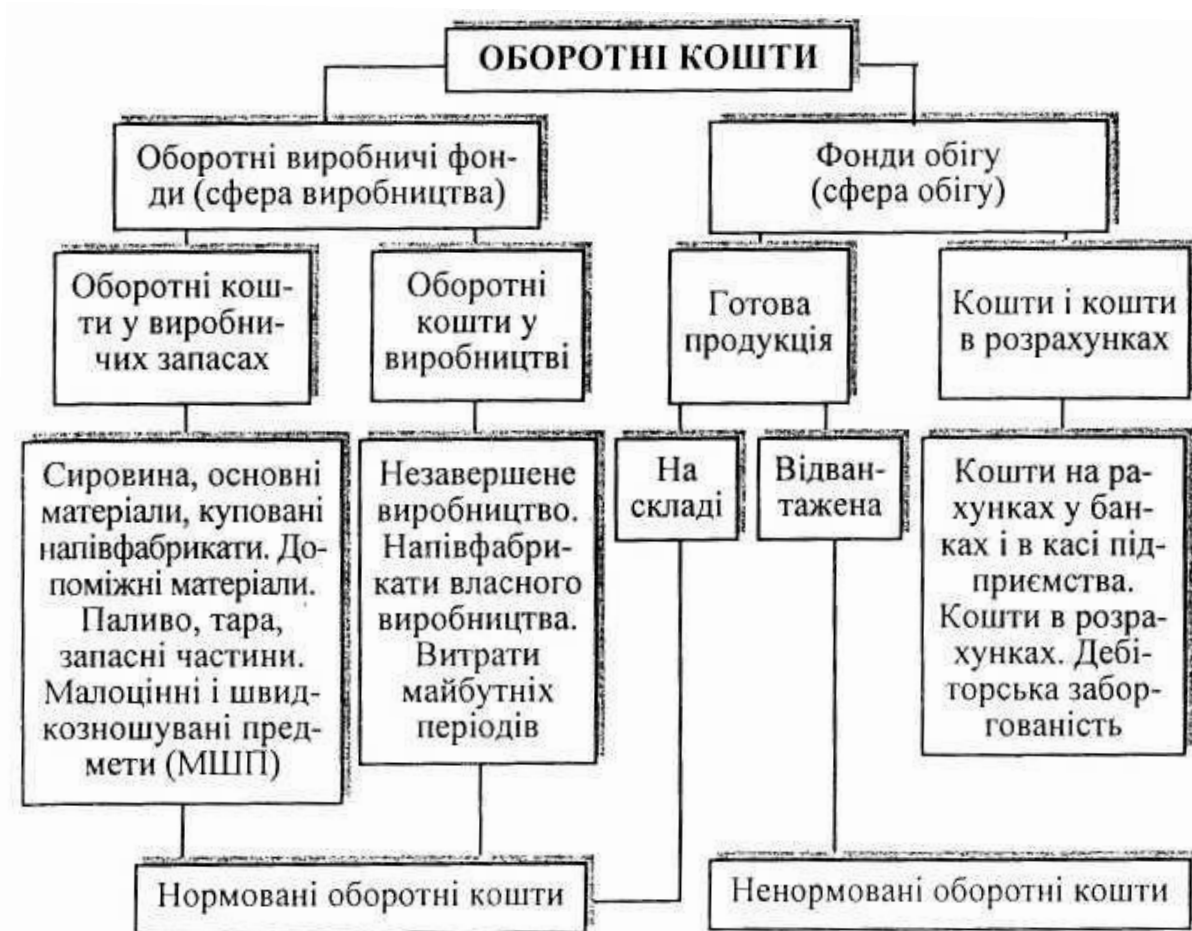 ОБОРОТНІ КОШТИ
Оборотні виробничі фон-
ди (сфера виробництва)
Фонди обігу
(сфера обігу)
Оборотні кош-
ти у виробни-
чих запасах
Оборотні
кошти у
виробництві
Готова
продукція
Кошти і кошти
в розрахунках
Сировина, основні
матеріали, куповані
напівфабрикати. До-
поміжні матеріали.
Паливо, тара,
запасні частини.
Малоцінні і швид-
козношувані пред-
мети (МШП)
Незавершене
виробництво.
Напівфабри-
кати власного
виробництва.
Витрати
майбутніх
періодів
На
складі
Відван-
тажена
Кошти на ра-
хунках у бан-
ках і в касі під-
приємства.
Кошти в розра-
хунках. Дебі-
торська забор-
гованість
Нормовані оборотні кошти
Ненормовані оборотні кошти